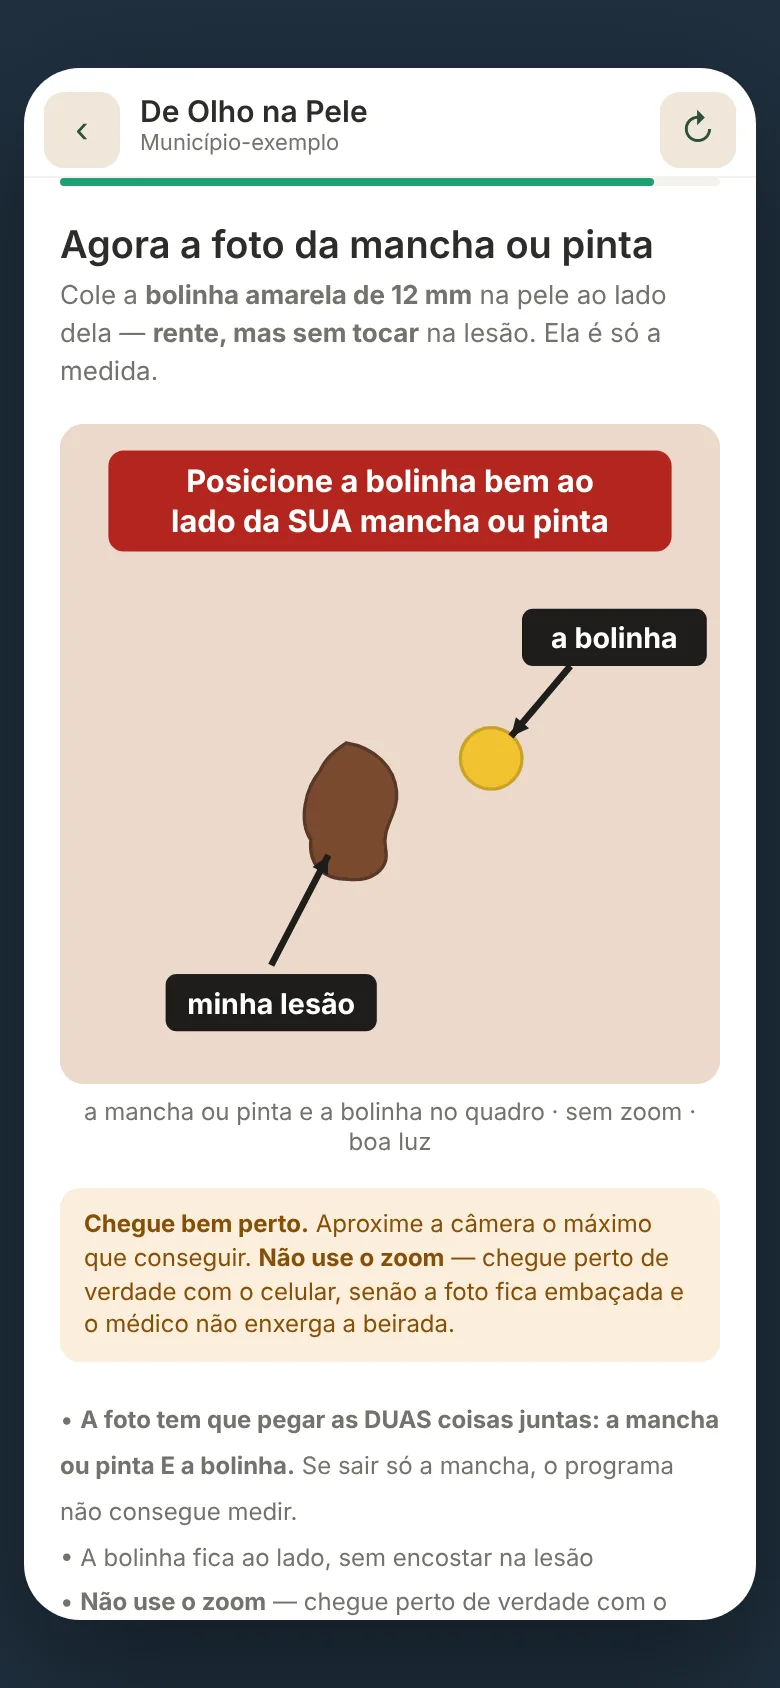 De Olho na Pele
Município-exemplo
Agora a foto da mancha ou pinta
Cole a bolinha amarela de 12 mm na pele ao lado
dela — rente, mas sem tocar na lesão. Ela é só a
medida.
Posicione a bolinha bem ao
lado da SUA mancha ou pinta
a bolinha
minha lesão
a mancha ou pinta e a bolinha no quadro · sem zoom ·
boa luz
Chegue bem perto. Aproxime a câmera o máximo
que conseguir. Não use o zoom — chegue perto de
verdade com o celular, senão a foto fica embaçada e
o médico não enxerga a beirada.
• A foto tem que pegar as DUAS coisas juntas: a mancha
ou pinta E a bolinha. Se sair só a mancha, o programa
não consegue medir.
• A bolinha fica ao lado, sem encostar na lesão
• Não use o zoom — chegue perto de verdade com o